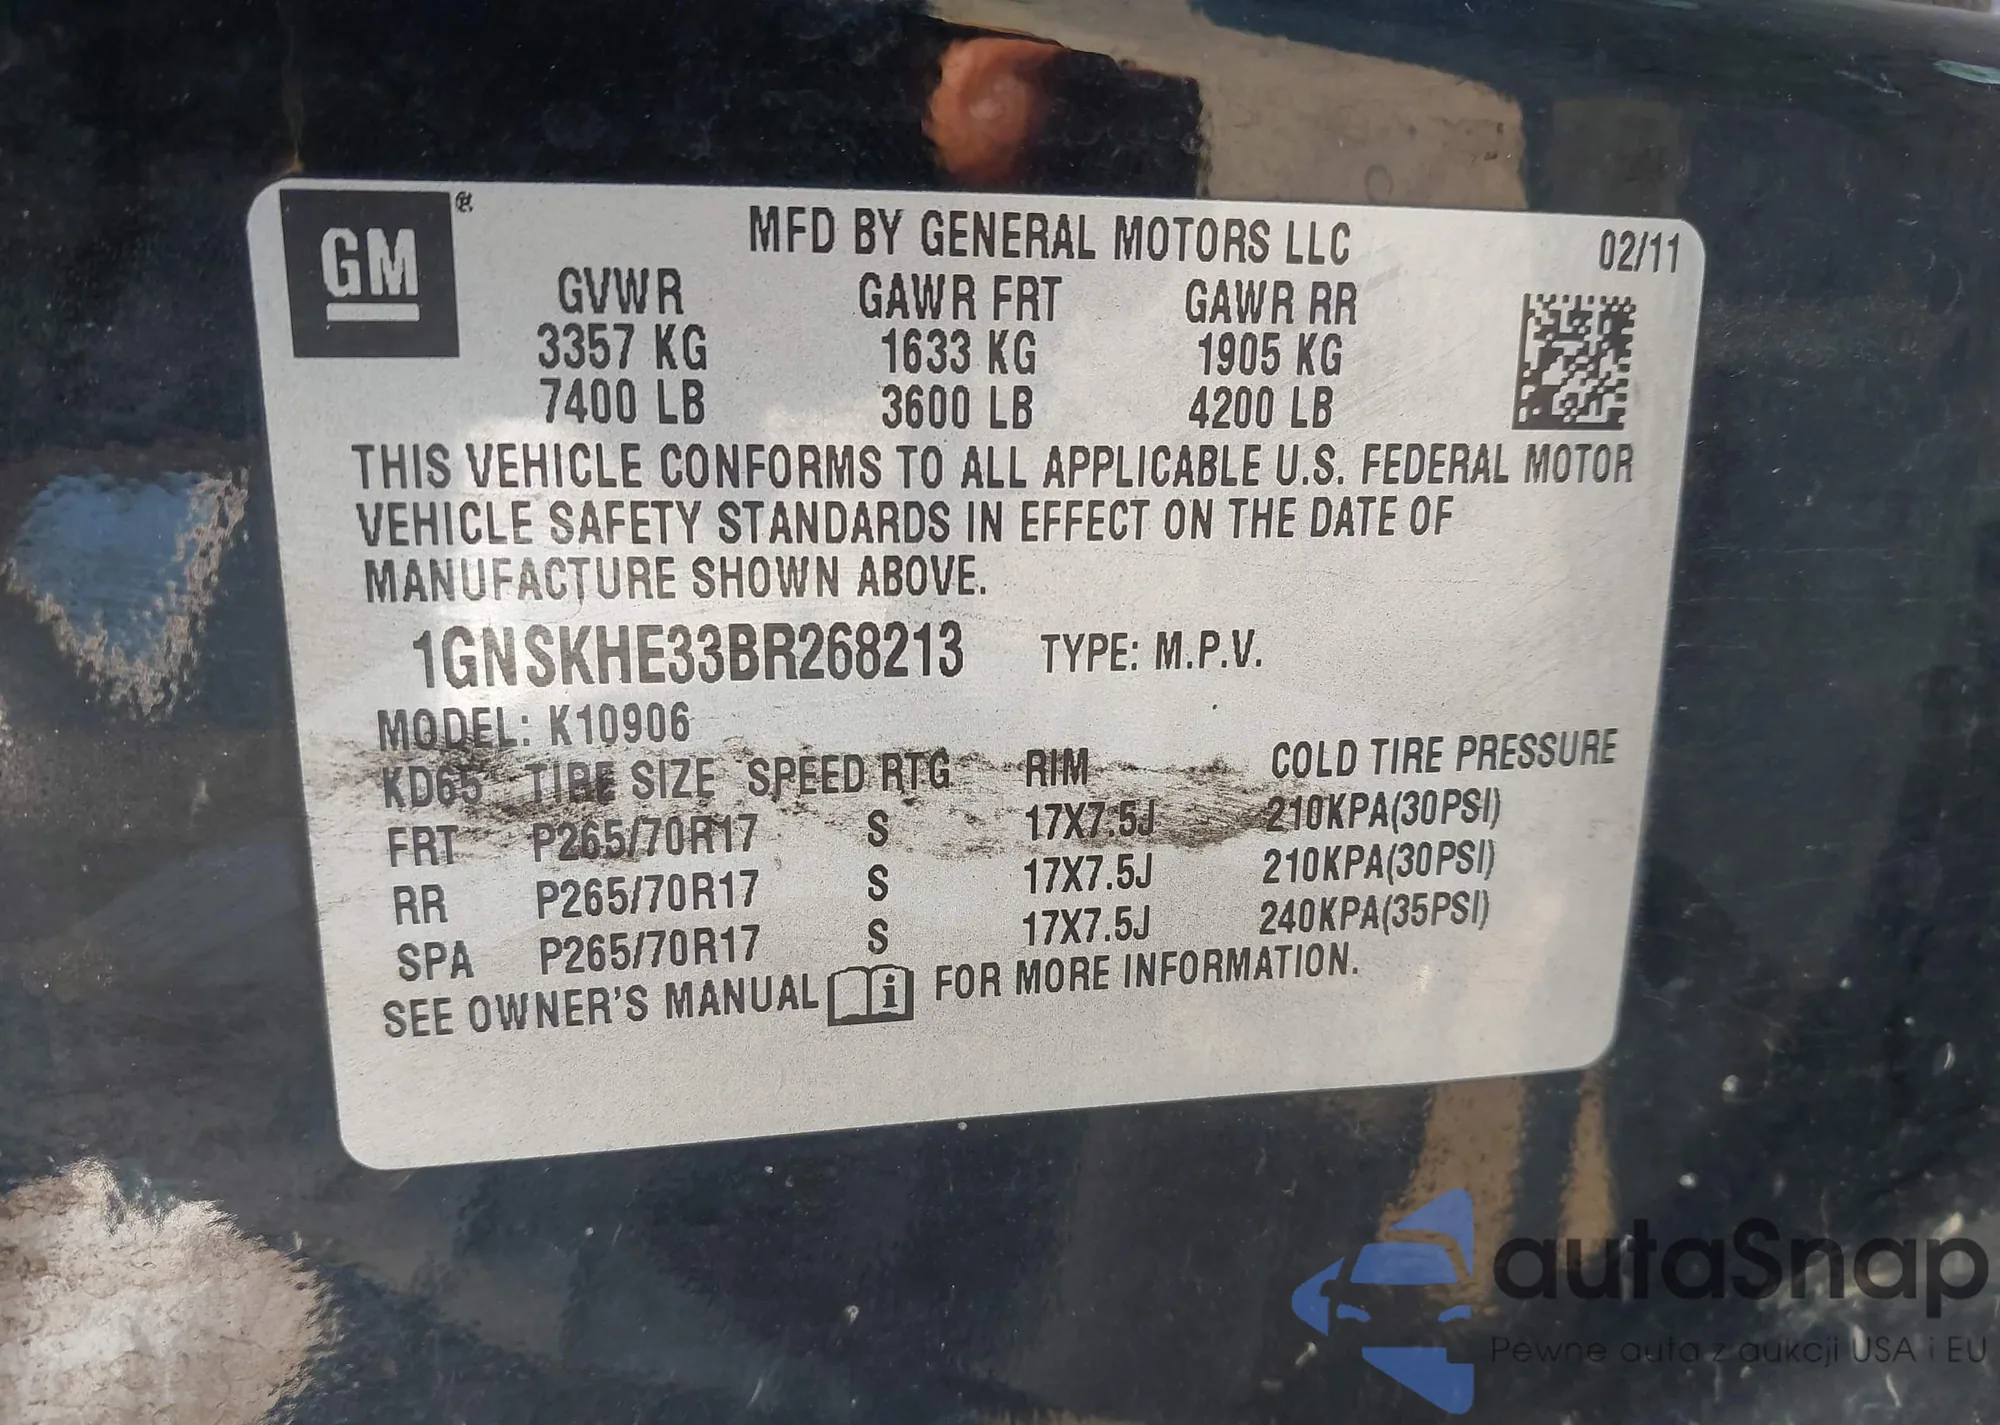 GM®
MFD BY GENERAL MOTORS LLC 02/11
GVWR GAWR FRT GAWR RR
3357 KG 1633 KG 1905 KG
7400 LB 3600 LB 4200 LB
THIS VEHICLE CONFORMS TO ALL APPLICABLE U.S. FEDERAL MOTOR
VEHICLE SAFETY STANDARDS IN EFFECT ON THE DATE OF
MANUFACTURE SHOWN ABOVE.
1GNSKHE33BR268213 TYPE: M.P.V.
MODEL: K10906
KD65 TIRE SIZE SPEED RTG RIM COLD TIRE PRESSURE
FRT P265/70R17 S 17X7.5J 210KPA(30PSI)
RR P265/70R17 S 17X7.5J 210KPA(30PSI)
SPA P265/70R17 S 17X7.5J 240KPA(35PSI)
SEE OWNER'S MANUAL i FOR MORE INFORMATION.
autaSnap
Pewne auta z aukcji USA i EU